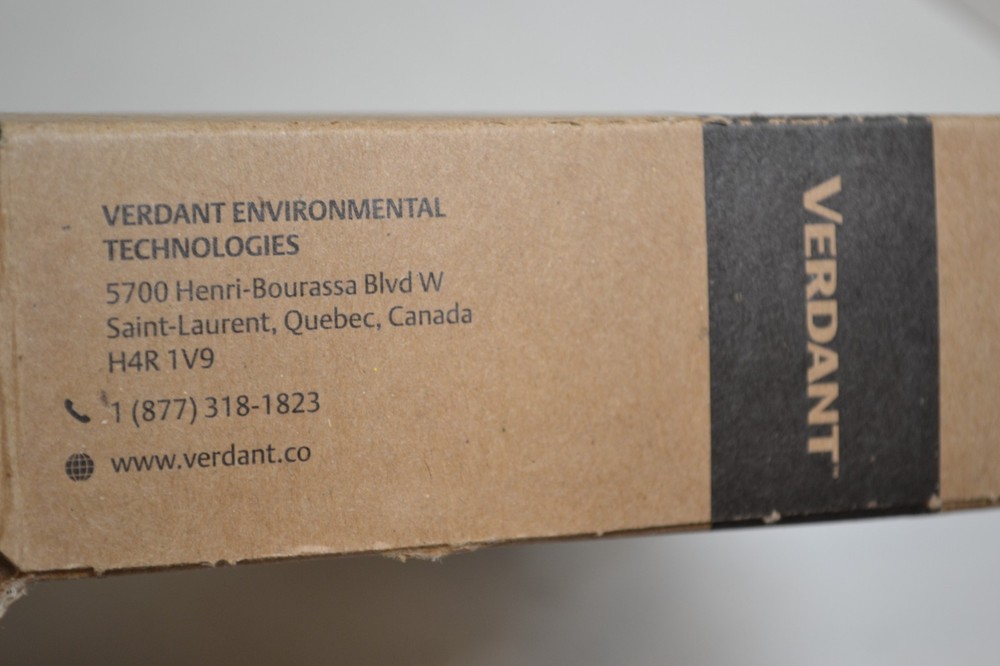 VERDANT ENVIRONMENTAL
TECHNOLOGIES
5700 Henri-Bourassa Blvd W
Saint-Laurent, Quebec, Canada
H4R 1V9
1 (877) 318-1823
www.verdant.co
VERDANT